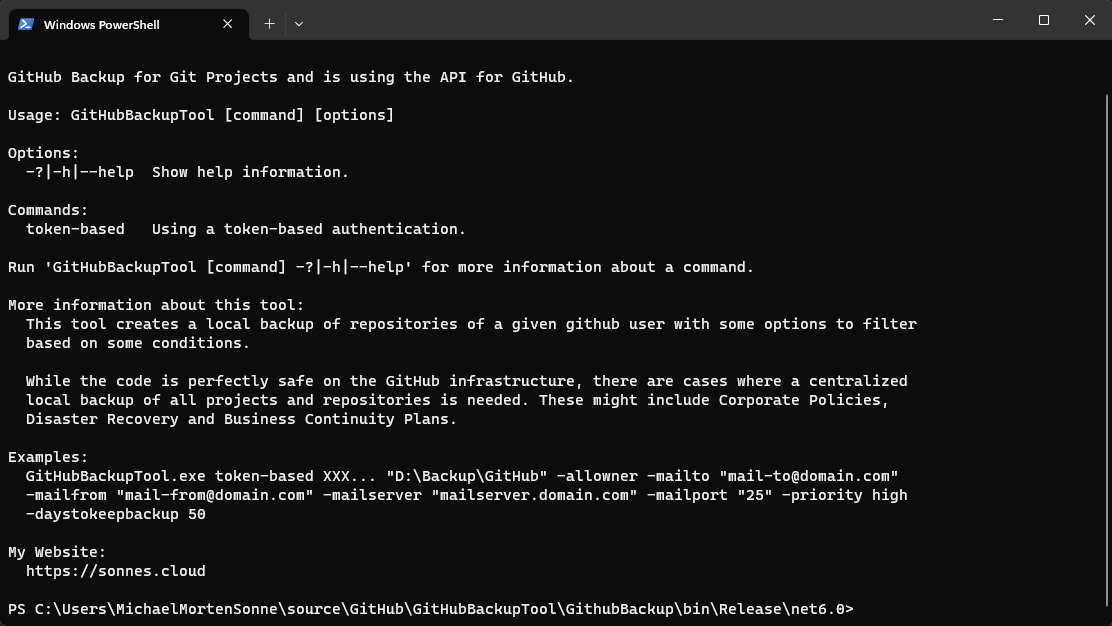 Windows PowerShell
GitHub Backup for Git Projects and is using the API for GitHub.
Usage: GitHubBackupTool [command] [options]
Options:
-?|-h|--help  Show help information.
Commands:
token-based   Using a token-based authentication.
Run 'GitHubBackupTool [command] -?|-h|--help' for more information about a command.
More information about this tool:
This tool creates a local backup of repositories of a given github user with some options to filter
based on some conditions.
While the code is perfectly safe on the GitHub infrastructure, there are cases where a centralized
local backup of all projects and repositories is needed. These might include Corporate Policies,
Disaster Recovery and Business Continuity Plans.
Examples:
GitHubBackupTool.exe token-based XXX... "D:\Backup\GitHub" -allowner -mailto "mail-to@domain.com"
-mailfrom "mail-from@domain.com" -mailserver "mailserver.domain.com" -mailport "25" -priority high
-daystokeepbackup 50
My Website:
https://sonnes.cloud
PS C:\Users\MichaelMortenSonne\source\GitHub\GitHubBackupTool\GithubBackup\bin\Release\net6.0>